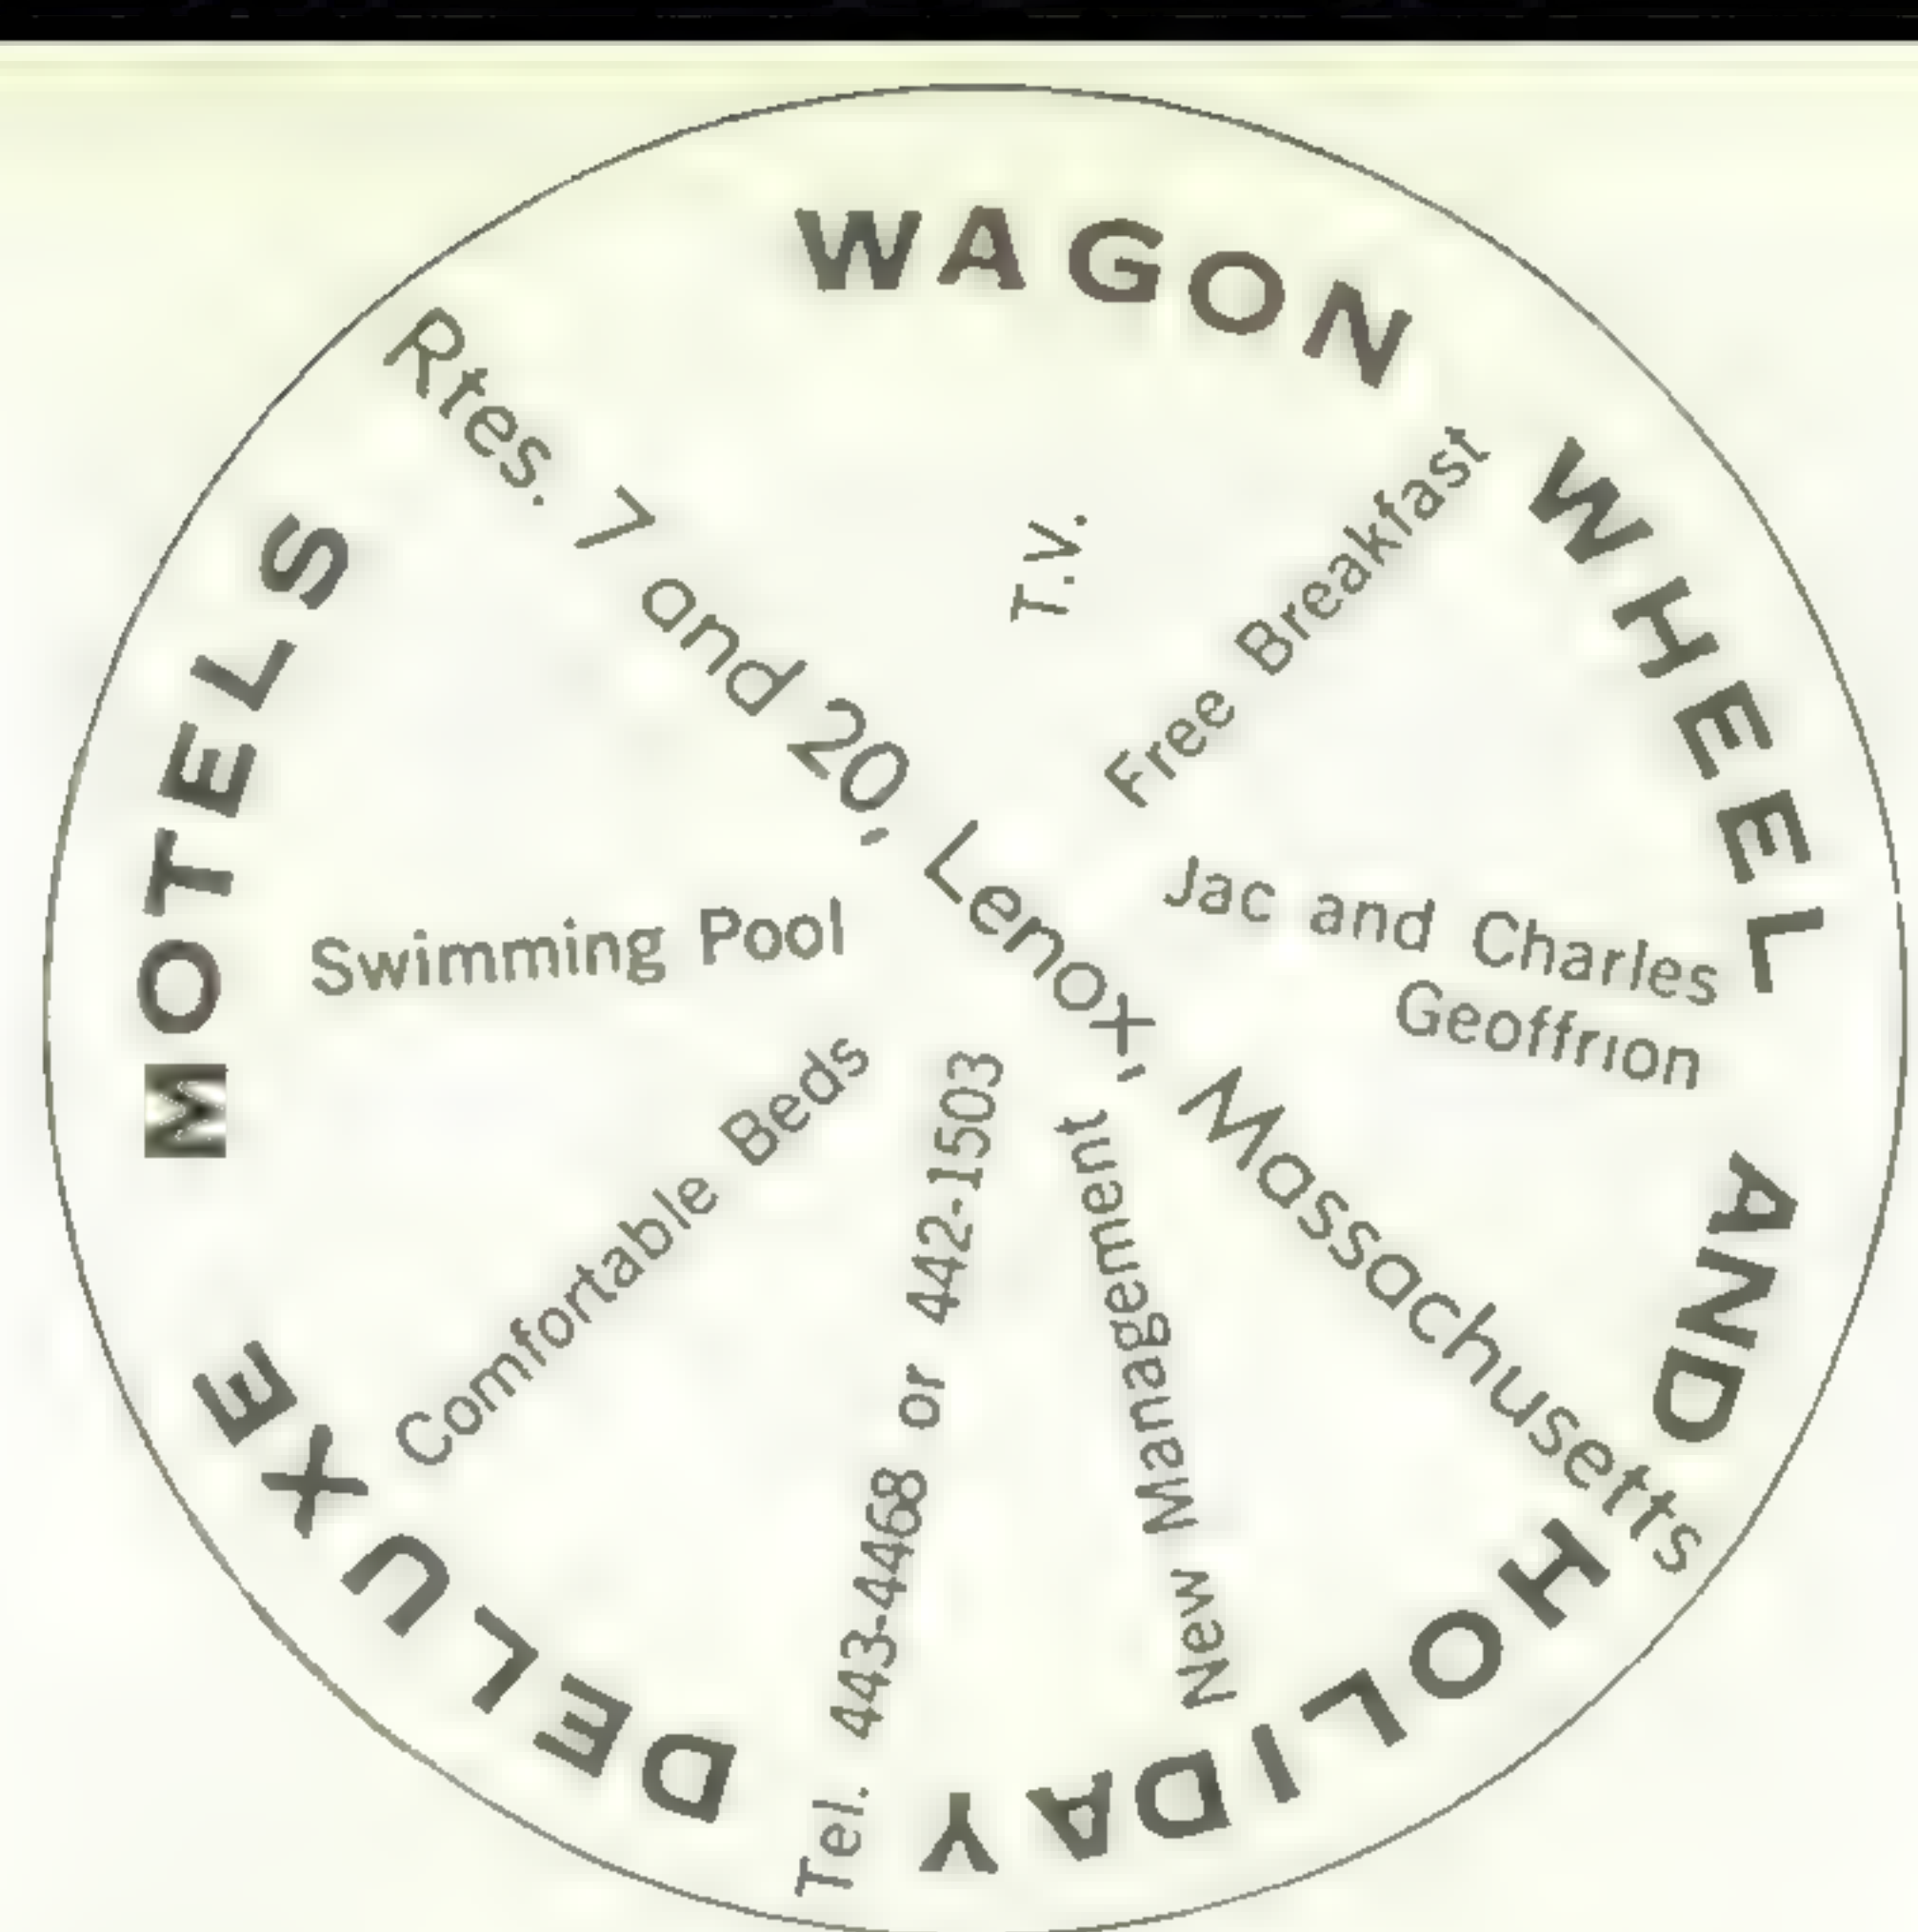 WAGON WHEEL AND HOLIDAY DELUXE MOTELS
Rtes. 7 and 20, Lenox, Massachusetts
T.V.
Free Breakfast
Jac and Charles
Geoffrion
New Management
Tel. 443-4468 or 442-1503
Comfortable Beds
Swimming Pool